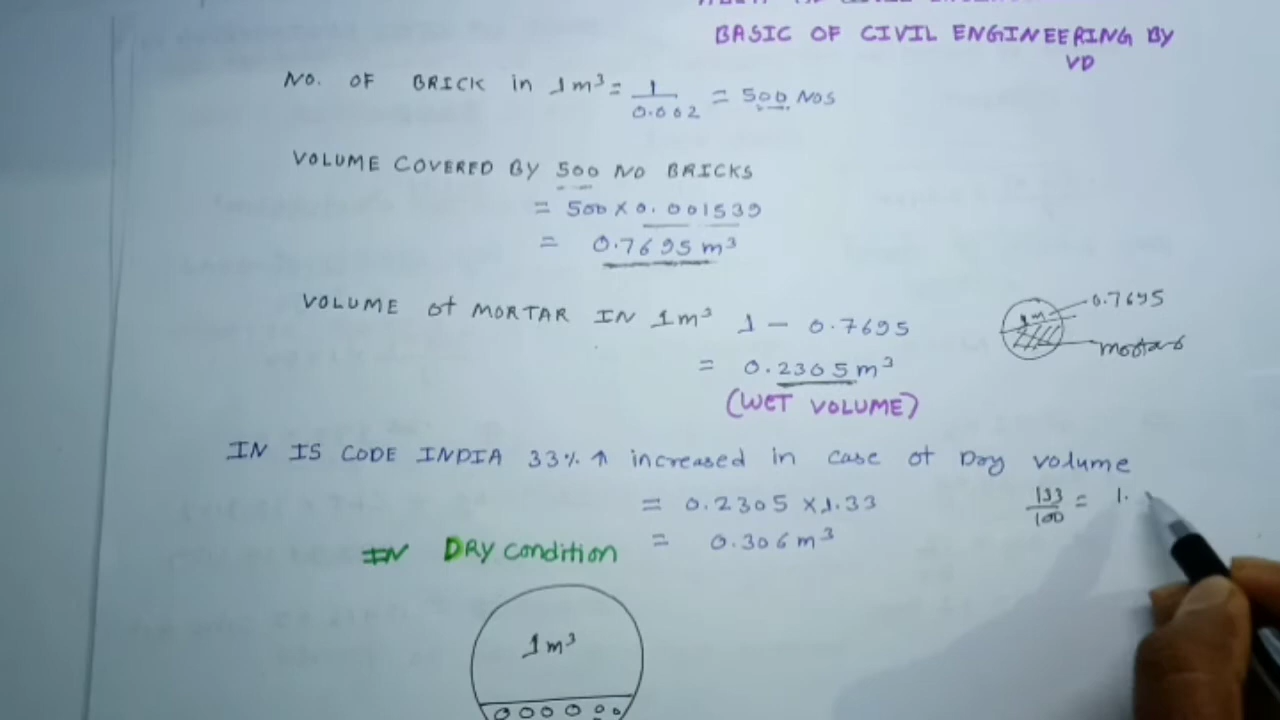 BASIC OF CIVIL ENGINEERING BY
VD
NO. OF BRICK in 1m³ = 1/0.002 = 500 NOS
VOLUME COVERED BY 500 NO BRICKS
= 500 × 0.001539
= 0.7695 m³
VOLUME of MORTAR IN 1m³ 1 - 0.7695
= 0.2305 m³
(WET VOLUME)
1m³
0.7695
mortar
IN IS CODE INDIA 33% ↑ increased in case of Dry volume
= 0.2305 × 1.33
133/100 = 1.
= 0.306 m³
IN DRY condition
1m³